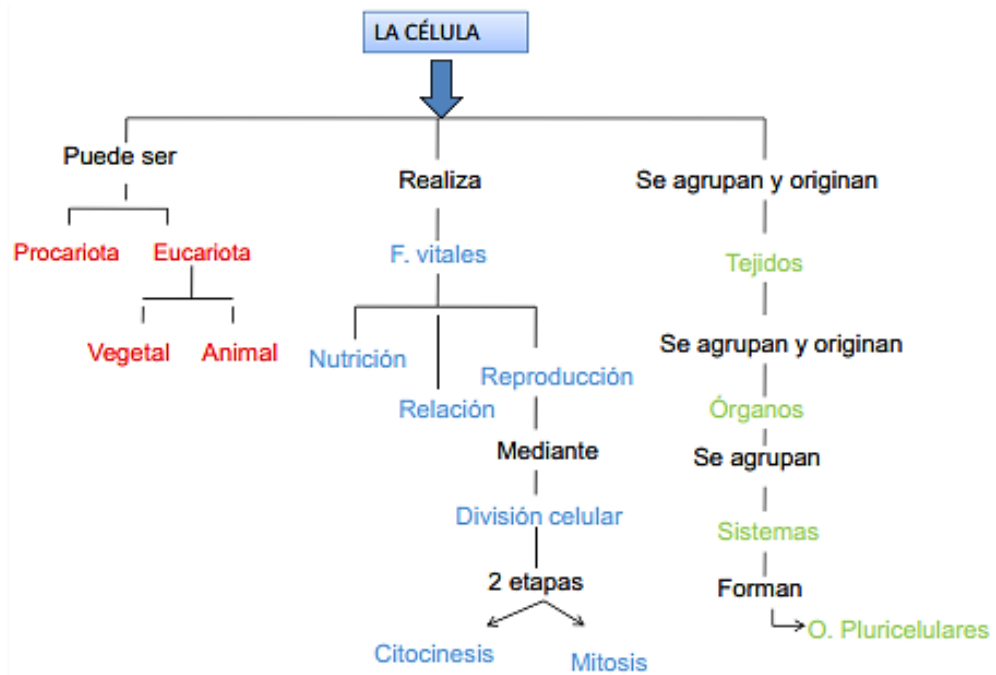 LA CÉLULA
Puede ser
Procariota
Eucariota
Vegetal
Animal
Realiza
F. vitales
Nutrición
Relación
Reproducción
Mediante
División celular
2 etapas
Citocinesis
Mitosis
Se agrupan y originan
Tejidos
Se agrupan y originan
Órganos
Se agrupan
Sistemas
Forman
O. Pluricelulares